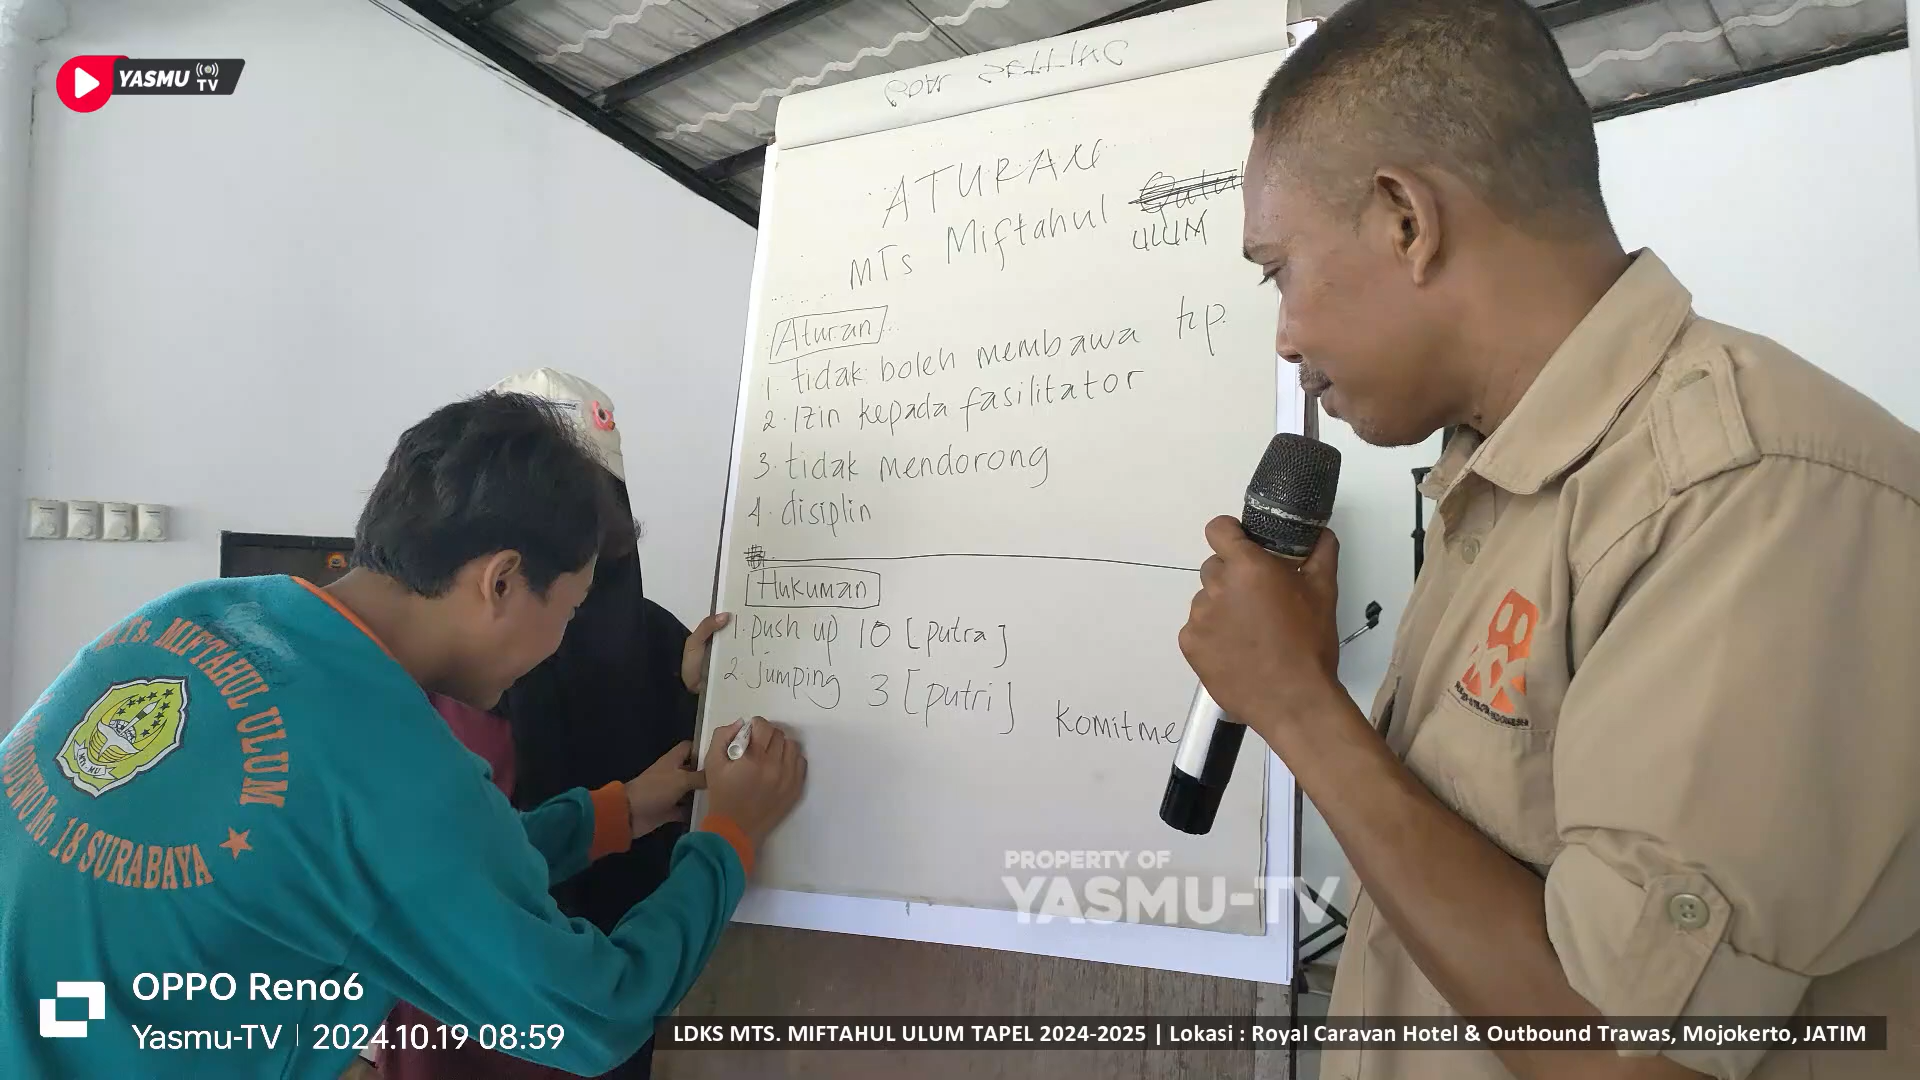 YASMU TV
ATURAN
MTs Miftahul
ULUM
Aturan
1. tidak boleh membawa hp
2. Izin kepada fasilitator
3. tidak mendorong
4. disiplin
Hukuman
1. push up 10 [putra]
2. jumping 3 [putri]
Komitme
MTs. MIFTAHUL ULUM
No. 18 SURABAYA
MTs. MU
PROPERTY OF
YASMU-TV
OPPO Reno6
Yasmu-TV | 2024.10.19 08:59
LDKS MTS. MIFTAHUL ULUM TAPEL 2024-2025 | Lokasi : Royal Caravan Hotel & Outbound Trawas, Mojokerto, JATIM